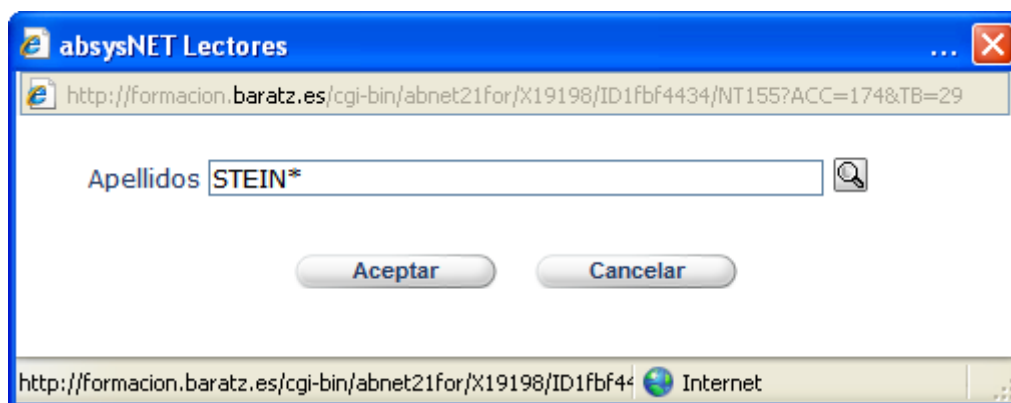 absysNET Lectores ...
http://formacion.baratz.es/cgi-bin/abnet21for/X19198/ID1fbf4434/NT155?ACC=174&TB=29
Apellidos STEIN*
Aceptar Cancelar
http://formacion.baratz.es/cgi-bin/abnet21for/X19198/ID1fbf44 Internet